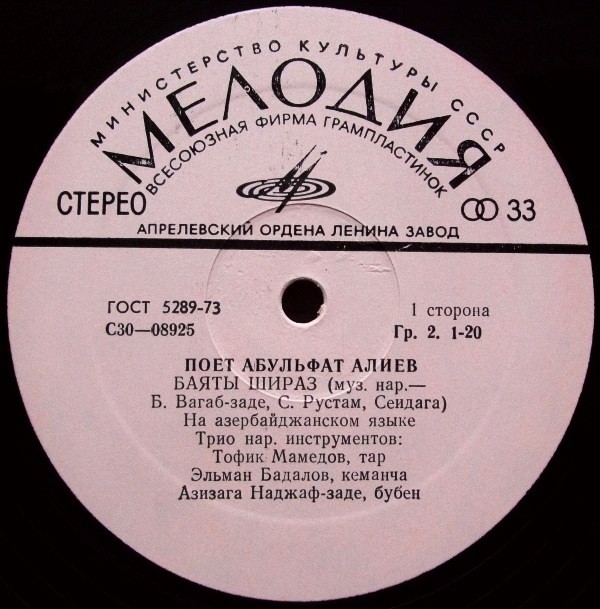 МИНИСТЕРСТВО КУЛЬТУРЫ СССР
МЕЛОДИЯ
ВСЕСОЮЗНАЯ ФИРМА ГРАМПЛАСТИНОК
СТЕРЕО
33
АПРЕЛЕВСКИЙ ОРДЕНА ЛЕНИНА ЗАВОД
ГОСТ 5289-73
1 сторона
С30—08925
Гр. 2. 1-20
ПОЕТ АБУЛЬФАТ АЛИЕВ
БАЯТЫ ШИРАЗ (муз. нар.—
Б. Вагаб-заде, С. Рустам, Сеидага)
На азербайджанском языке
Трио нар. инструментов:
Тофик Мамедов, тар
Эльман Бадалов, кеманча
Азизага Наджаф-заде, бубен